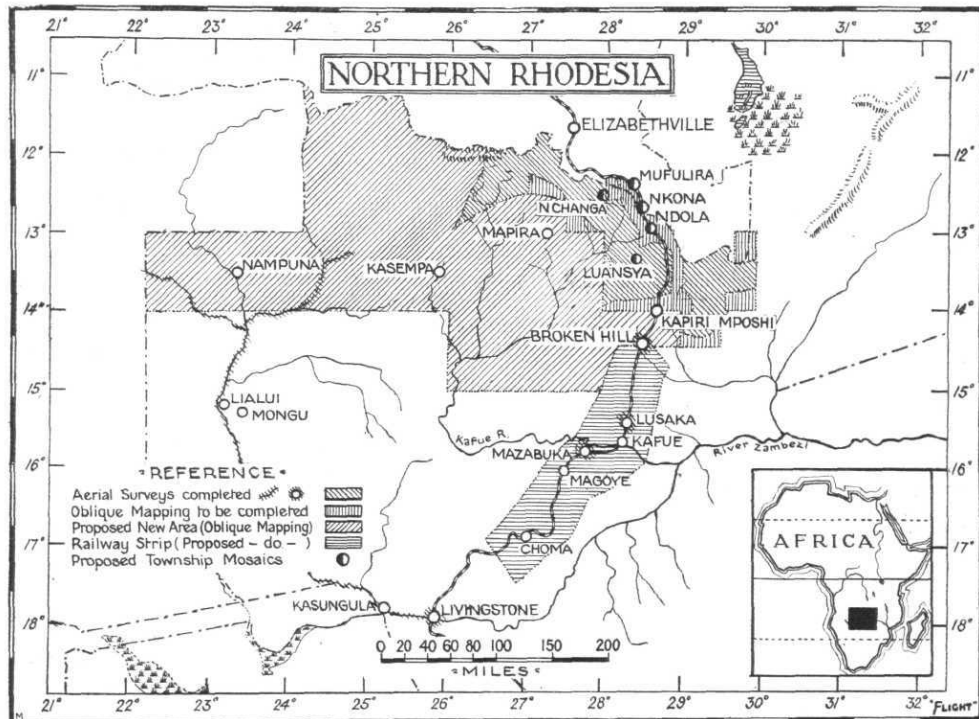 22° 23° 24° 25° 26° 27° 28° 29° 30° 31° 32°
NORTHERN RHODESIA
11° 11°
ELIZABETHVILLE
12° 12°
MUFULIRA
NCHANGA
NKONA
NDOLA
13° 13°
MAPIRA
NAMPUNA
KASEMPA
LUANSYA
14° 14°
KAPIRI MPOSHI
BROKEN HILL
15° 15°
LIALUI
MONGU
LUSAKA
Kafue R.
KAFUE
River Zambezi
MAZABUKA
16° 16°
MAGOYE
REFERENCE
Aerial Surveys completed
Oblique Mapping to be completed
Proposed New Area (Oblique Mapping)
Railway Strip (Proposed - do - )
Proposed Township Mosaics
17° 17°
CHOMA
AFRICA
KASUNGULA
LIVINGSTONE
18° 18°
0 20 40 60 80 100 150 200
MILES
21° 22° 23° 24° 25° 26° 27° 28° 29° 30° 31° 32°
M
"FLIGHT"